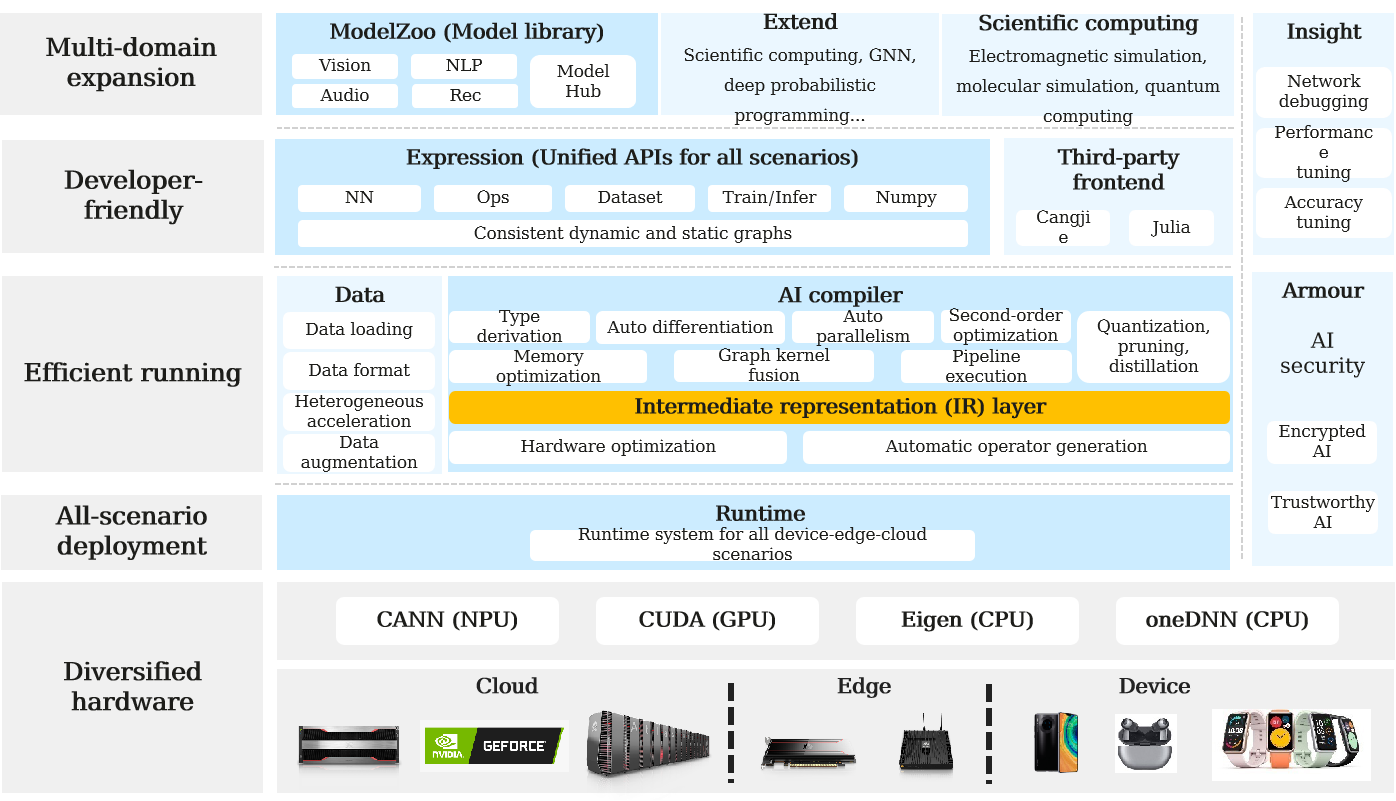 Multi-domain
expansion
ModelZoo (Model library)
Vision
NLP
Audio
Rec
Model
Hub
Extend
Scientific computing, GNN,
deep probabilistic
programming...
Scientific computing
Electromagnetic simulation,
molecular simulation, quantum
computing
Insight
Network
debugging
Performanc
e
tuning
Accuracy
tuning
Developer-
friendly
Expression (Unified APIs for all scenarios)
NN
Ops
Dataset
Train/Infer
Numpy
Consistent dynamic and static graphs
Third-party
frontend
Cangji
e
Julia
Efficient running
Data
Data loading
Data format
Heterogeneous
acceleration
Data
augmentation
AI compiler
Type
derivation
Auto differentiation
Auto
parallelism
Second-order
optimization
Quantization,
pruning,
distillation
Memory
optimization
Graph kernel
fusion
Pipeline
execution
Intermediate representation (IR) layer
Hardware optimization
Automatic operator generation
Armour
AI
security
Encrypted
AI
Trustworthy
AI
All-scenario
deployment
Runtime
Runtime system for all device-edge-cloud
scenarios
Diversified
hardware
CANN (NPU)
CUDA (GPU)
Eigen (CPU)
oneDNN (CPU)
Cloud
Edge
Device
NVIDIA
GEFORCE